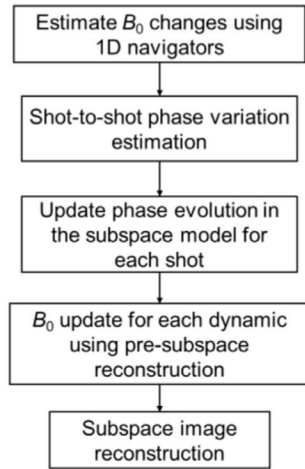 Estimate B₀ changes using
1D navigators
Shot-to-shot phase variation
estimation
Update phase evolution in
the subspace model for
each shot
B₀ update for each dynamic
using pre-subspace
reconstruction
Subspace image
reconstruction